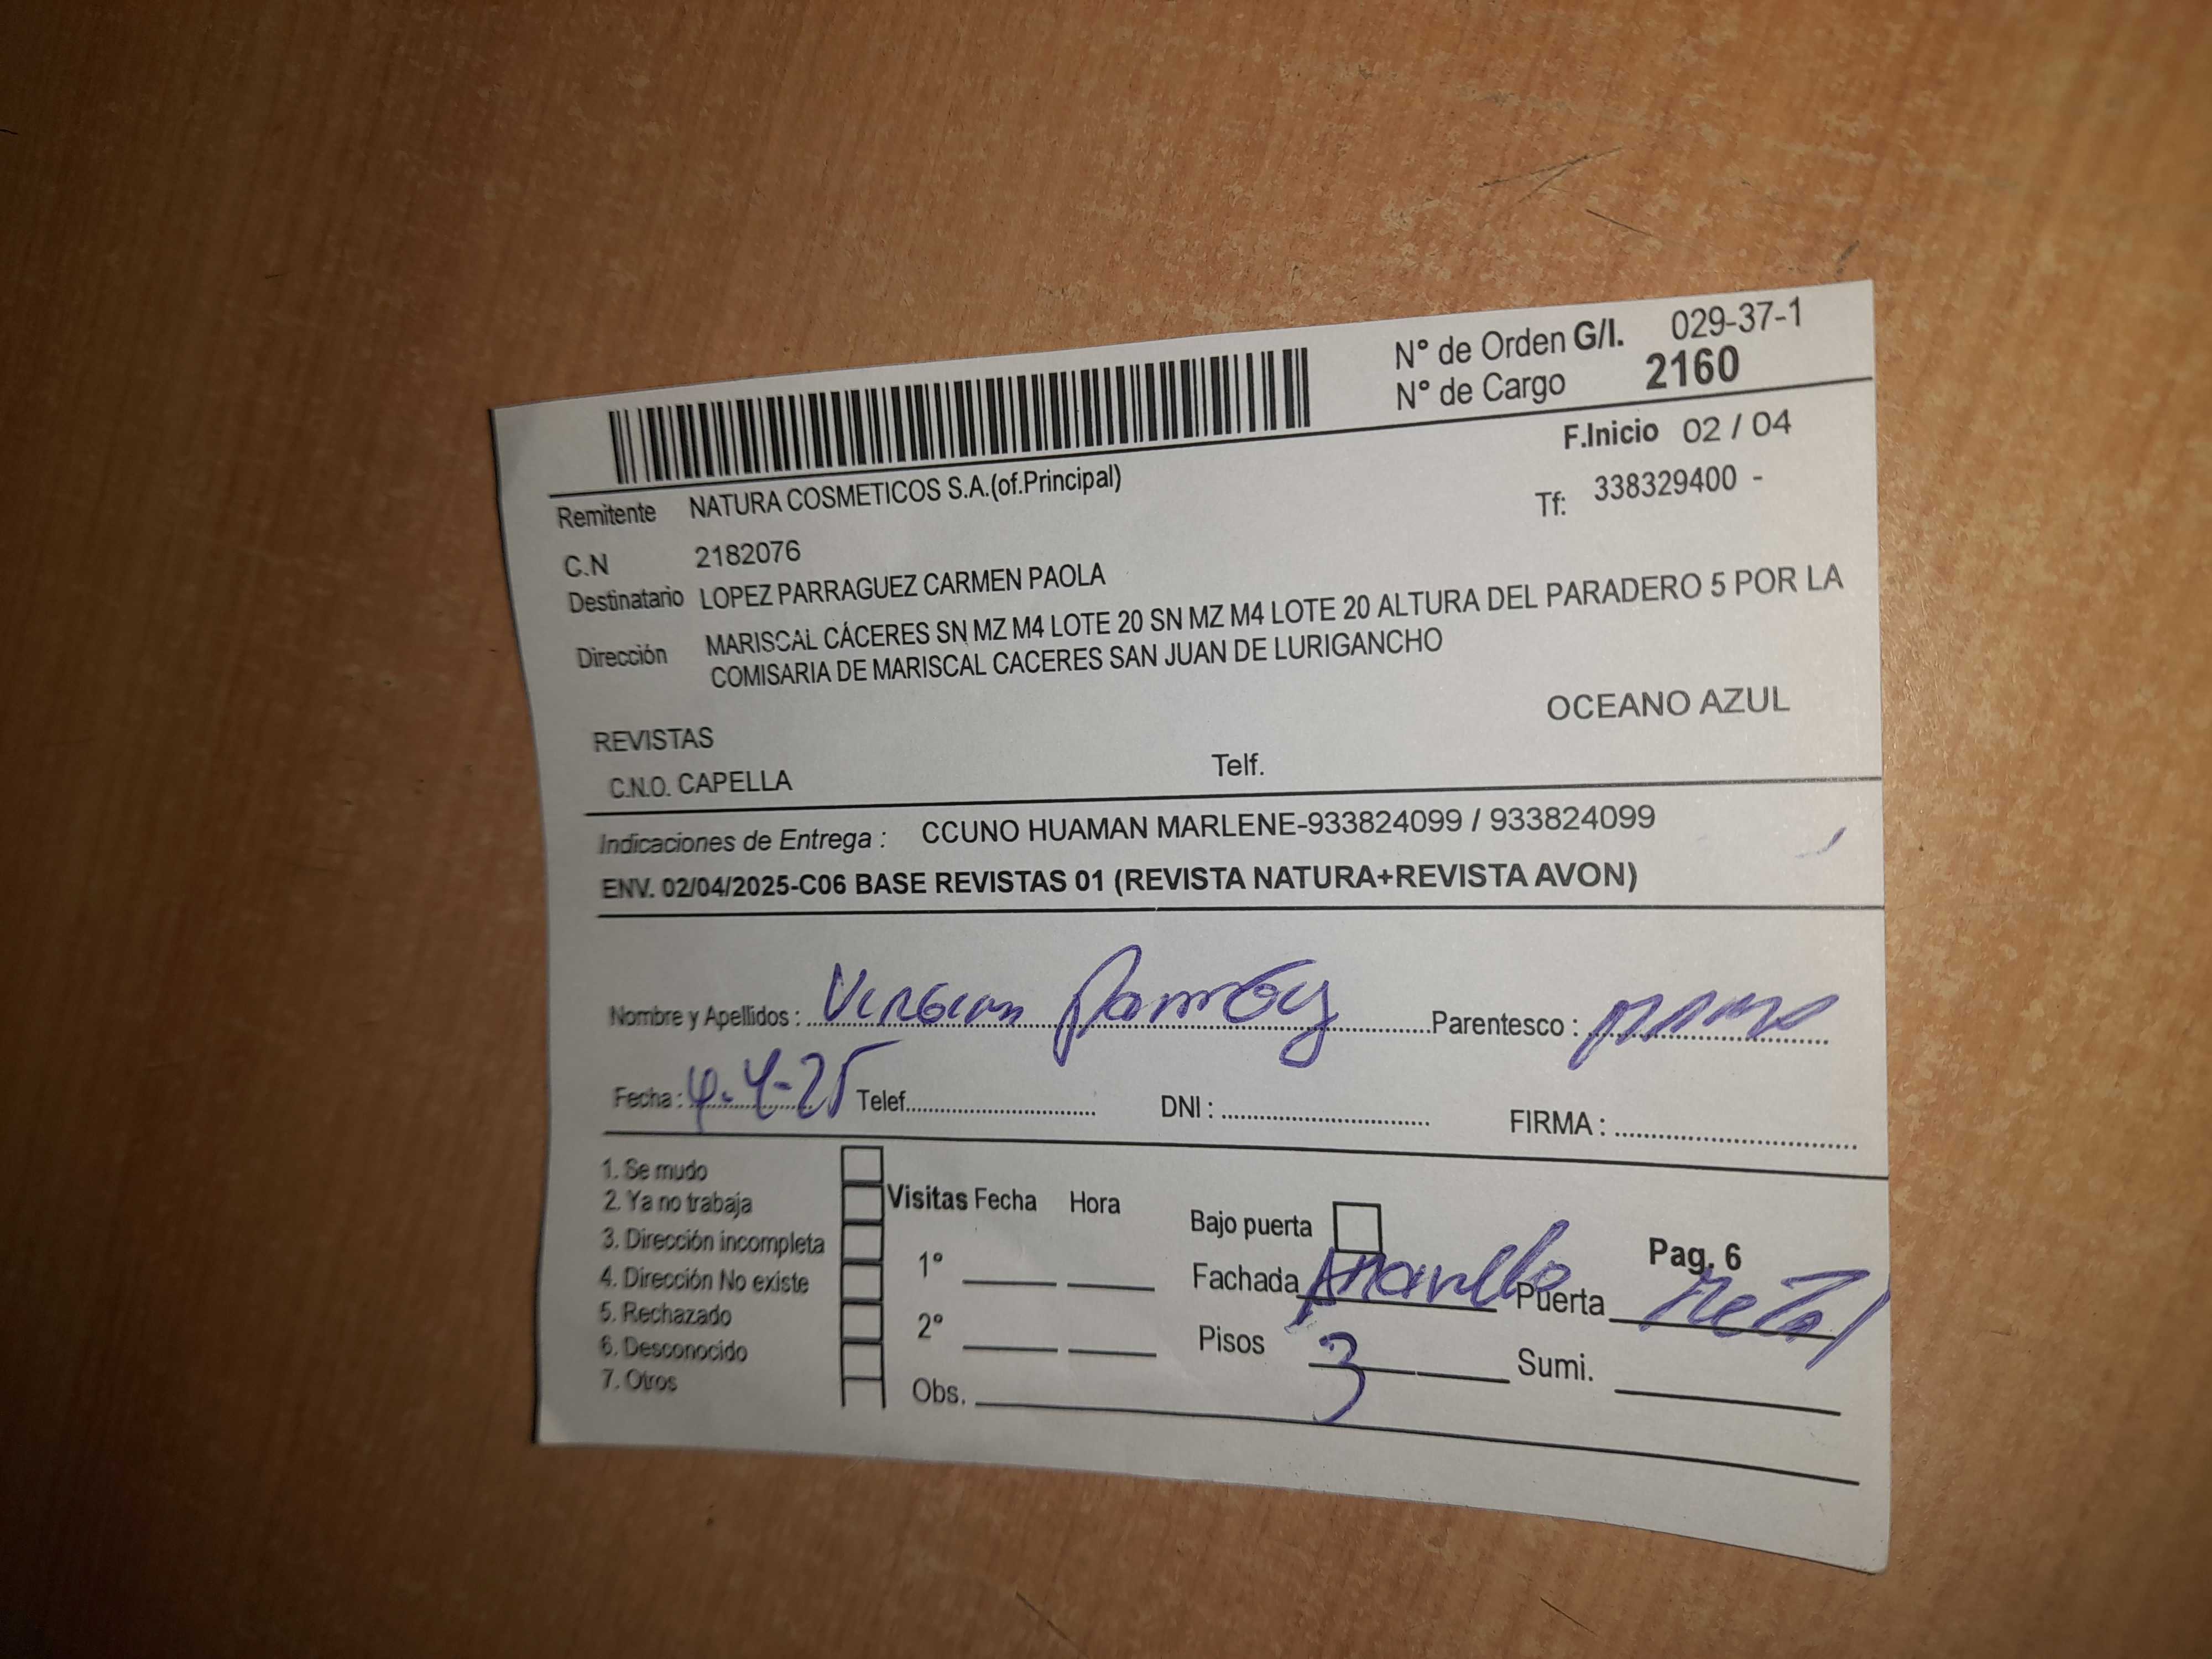 N° de Orden G/I. 029-37-1
N° de Cargo 2160
F.Inicio 02 / 04
Remitente NATURA COSMETICOS S.A.(of.Principal)
Tf: 338329400 -
C.N 2182076
Destinatario LOPEZ PARRAGUEZ CARMEN PAOLA
Dirección MARISCAL CÁCERES SN MZ M4 LOTE 20 SN MZ M4 LOTE 20 ALTURA DEL PARADERO 5 POR LA
COMISARIA DE MARISCAL CACERES SAN JUAN DE LURIGANCHO
OCEANO AZUL
REVISTAS
C.N.O. CAPELLA Telf.
Indicaciones de Entrega : CCUNO HUAMAN MARLENE-933824099 / 933824099
ENV. 02/04/2025-C06 BASE REVISTAS 01 (REVISTA NATURA+REVISTA AVON)
Nombre y Apellidos : Parentesco :
Fecha : 4-4-25 Telef. DNI : FIRMA :
1. Se mudo
2. Ya no trabaja
3. Dirección incompleta
4. Dirección No existe
5. Rechazado
6. Desconocido
7. Otros
Visitas Fecha Hora
1°
2°
Obs.
Bajo puerta
Pag. 6
Fachada Amarillo Puerta Metal
Pisos 3 Sumi.